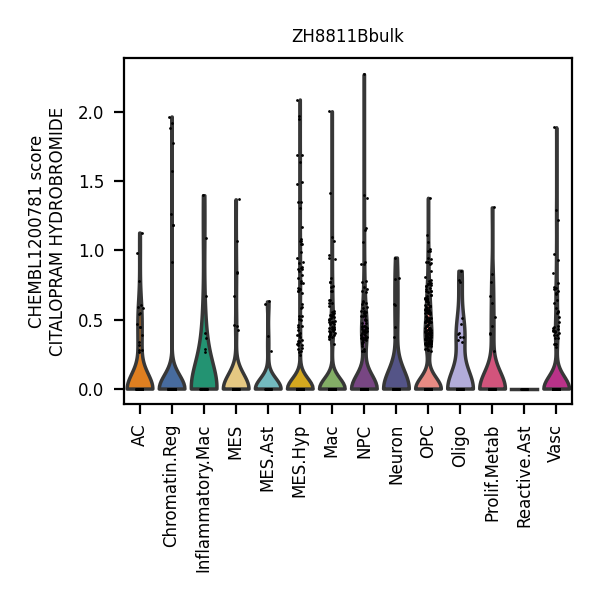 ZH8811Bbulk
CHEMBL1200781 score
CITALOPRAM HYDROBROMIDE
2.0
1.5
1.0
0.5
0.0
AC
Chromatin.Reg
Inflammatory.Mac
MES
MES.Ast
MES.Hyp
Mac
NPC
Neuron
OPC
Oligo
Prolif.Metab
Reactive.Ast
Vasc